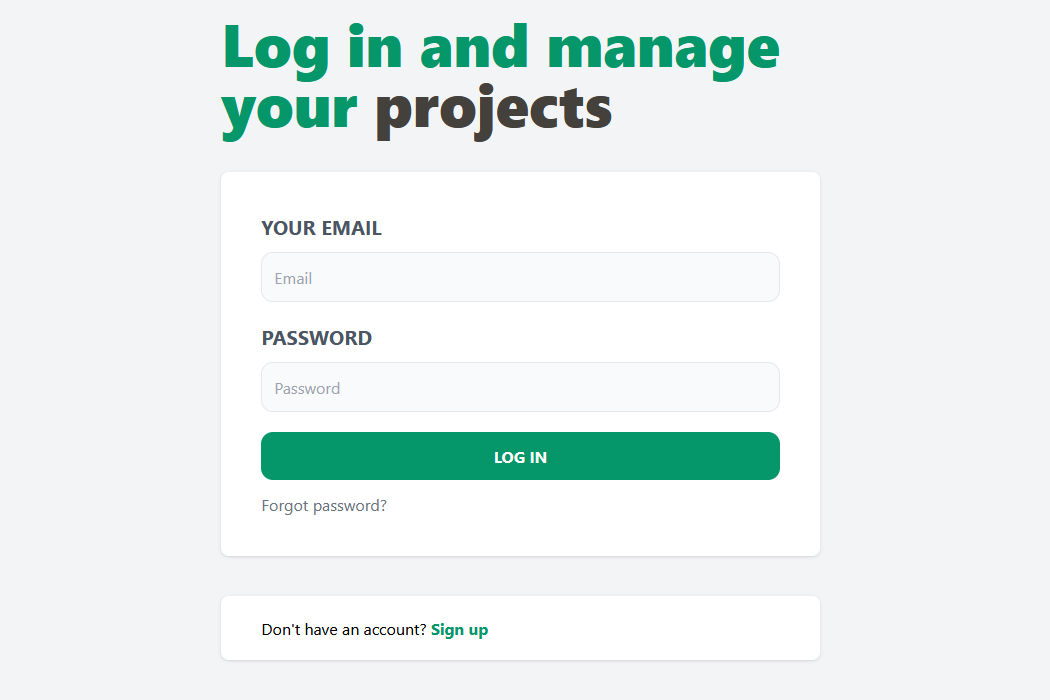 Log in and manage
your projects
YOUR EMAIL
Email
PASSWORD
Password
LOG IN
Forgot password?
Don't have an account? Sign up